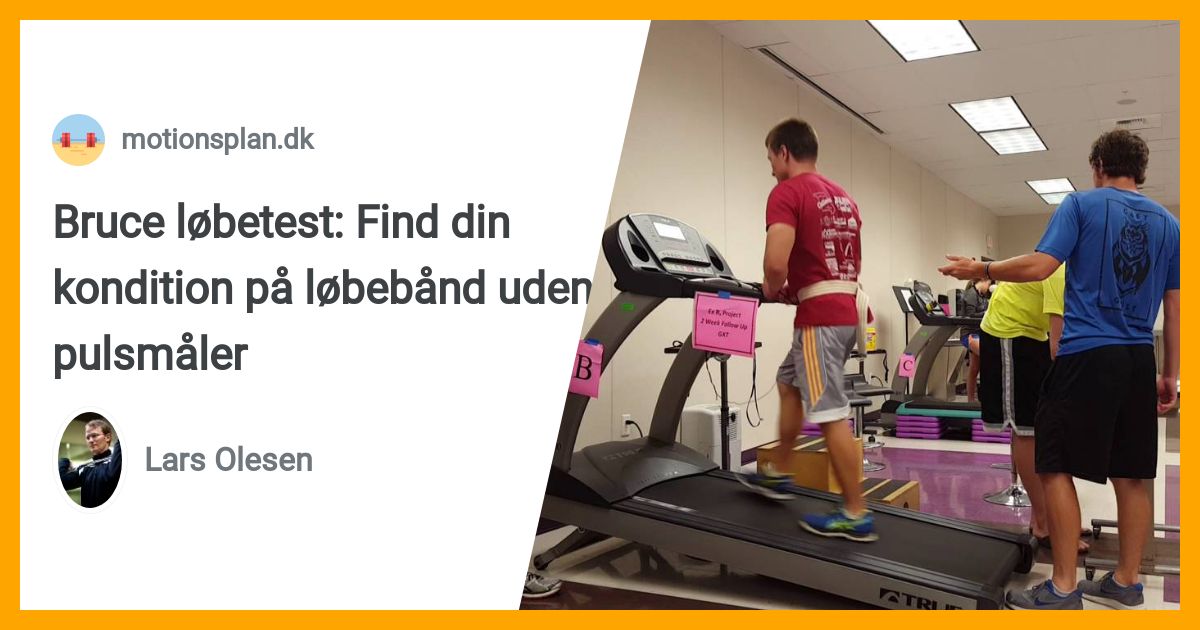 motionsplan.dk
Bruce løbetest: Find din
kondition på løbebånd uden
pulsmåler
Lars Olesen
Ex Rx Project
2 Week Follow Up
GXT
B
C
TRUE